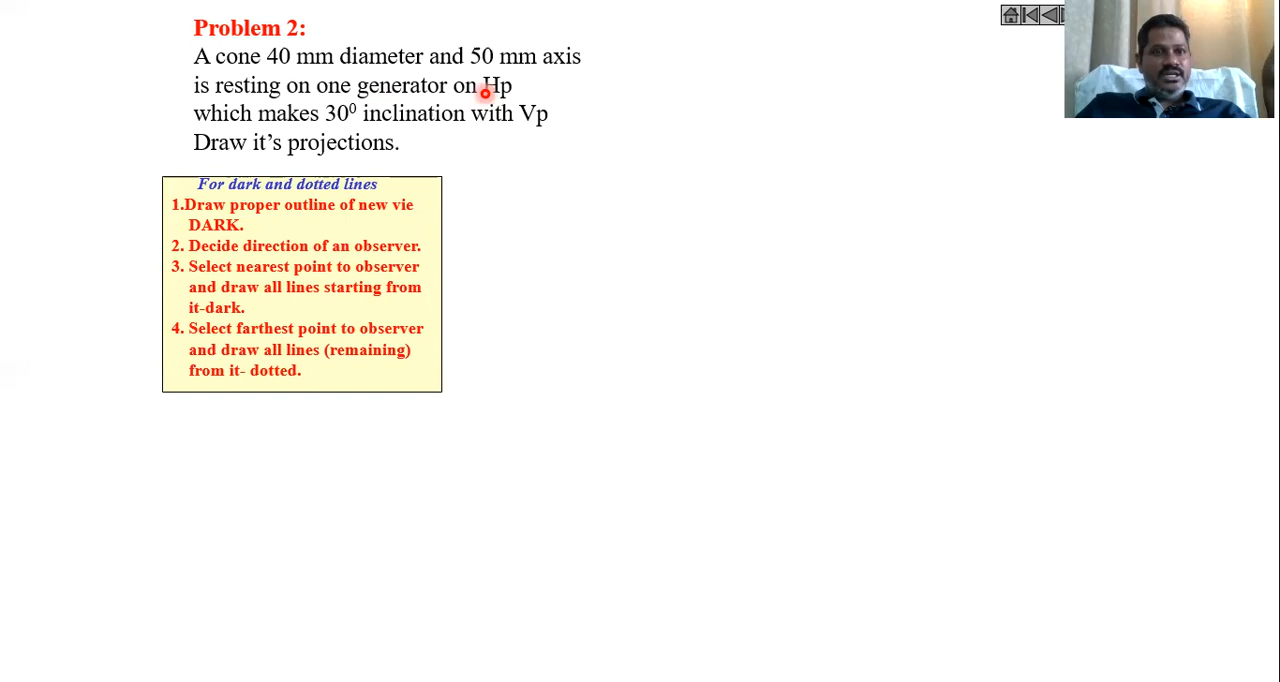 Problem 2:
A cone 40 mm diameter and 50 mm axis
is resting on one generator on Hp
which makes 30⁰ inclination with Vp
Draw it’s projections.
For dark and dotted lines
1.Draw proper outline of new vie
DARK.
2. Decide direction of an observer.
3. Select nearest point to observer
and draw all lines starting from
it-dark.
4. Select farthest point to observer
and draw all lines (remaining)
from it- dotted.